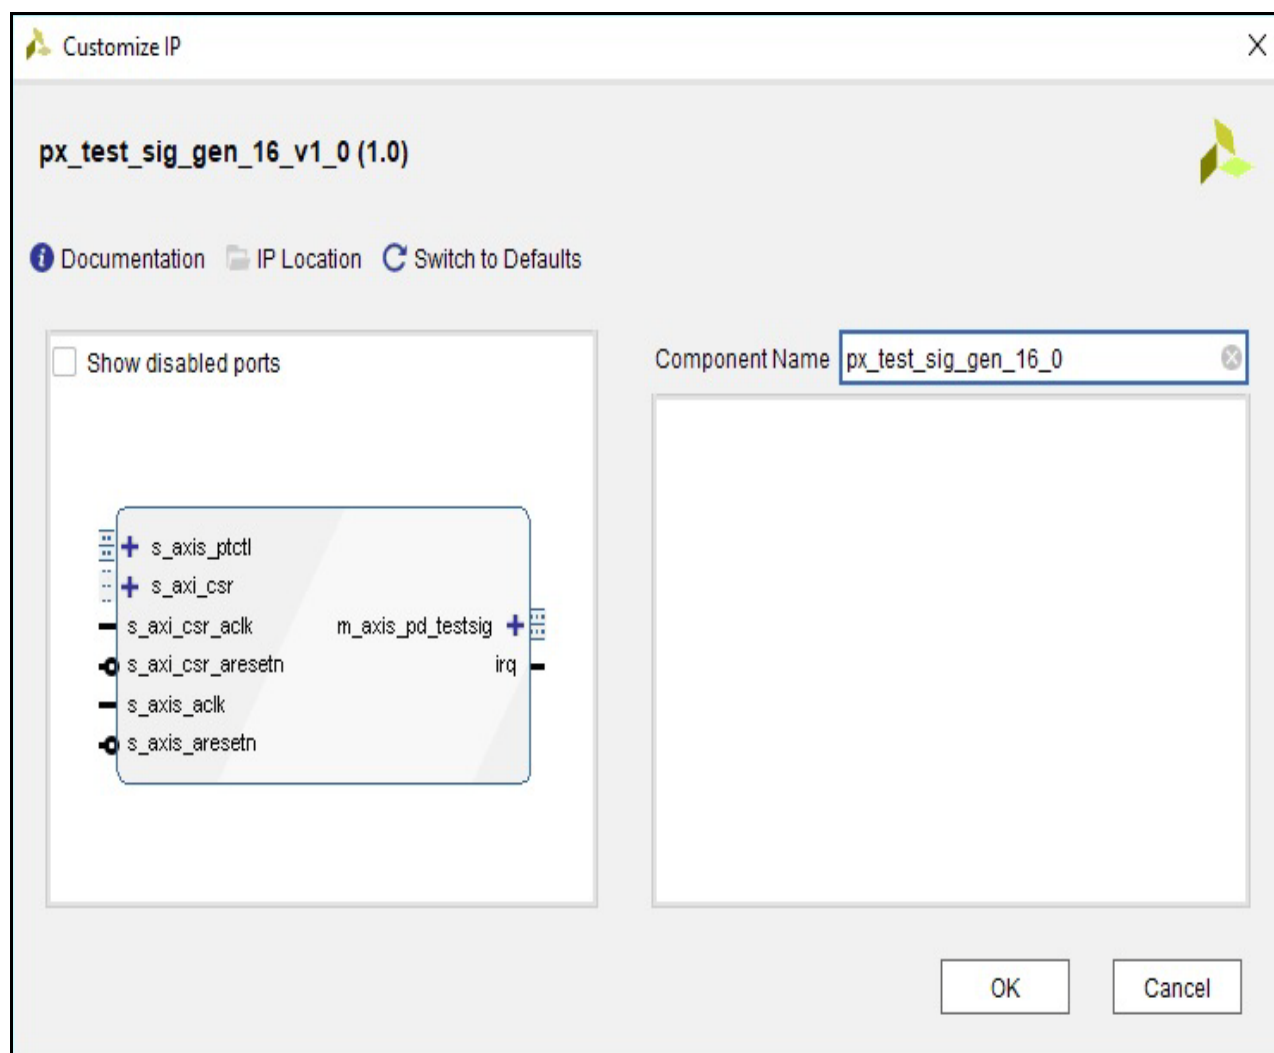 Customize IP
px_test_sig_gen_16_v1_0 (1.0)
Documentation IP Location Switch to Defaults
Show disabled ports
Component Name px_test_sig_gen_16_0
s_axis_ptctl
s_axi_csr
s_axi_csr_aclk m_axis_pd_testsig
s_axi_csr_aresetn irq
s_axis_aclk
s_axis_aresetn
OK Cancel